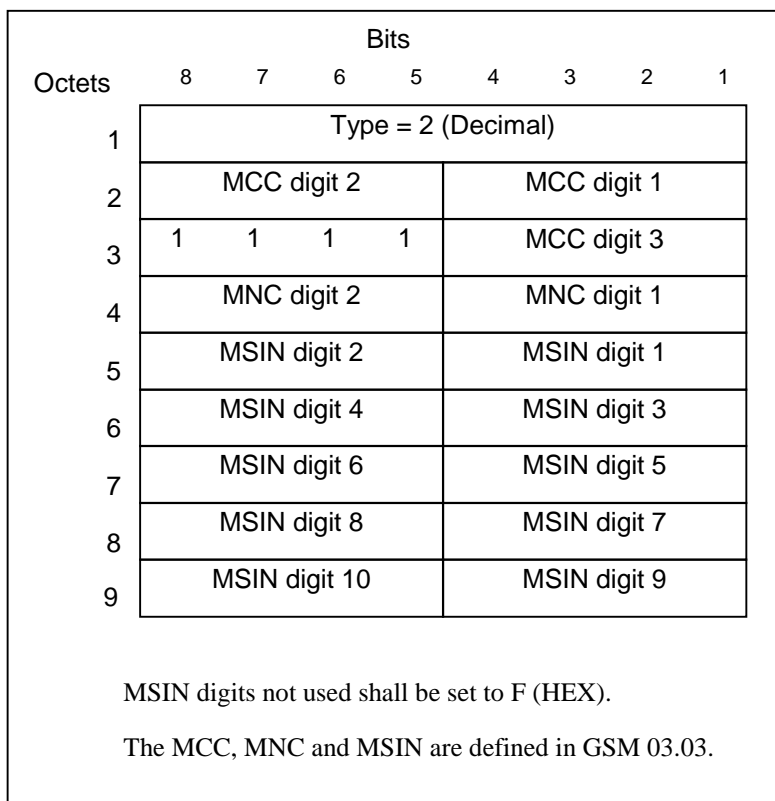 Bits
Octets 8 7 6 5 4 3 2 1
1 Type = 2 (Decimal)
2 MCC digit 2 MCC digit 1
3 1 1 1 1 MCC digit 3
4 MNC digit 2 MNC digit 1
5 MSIN digit 2 MSIN digit 1
6 MSIN digit 4 MSIN digit 3
7 MSIN digit 6 MSIN digit 5
8 MSIN digit 8 MSIN digit 7
9 MSIN digit 10 MSIN digit 9
MSIN digits not used shall be set to F (HEX).
The MCC, MNC and MSIN are defined in GSM 03.03.